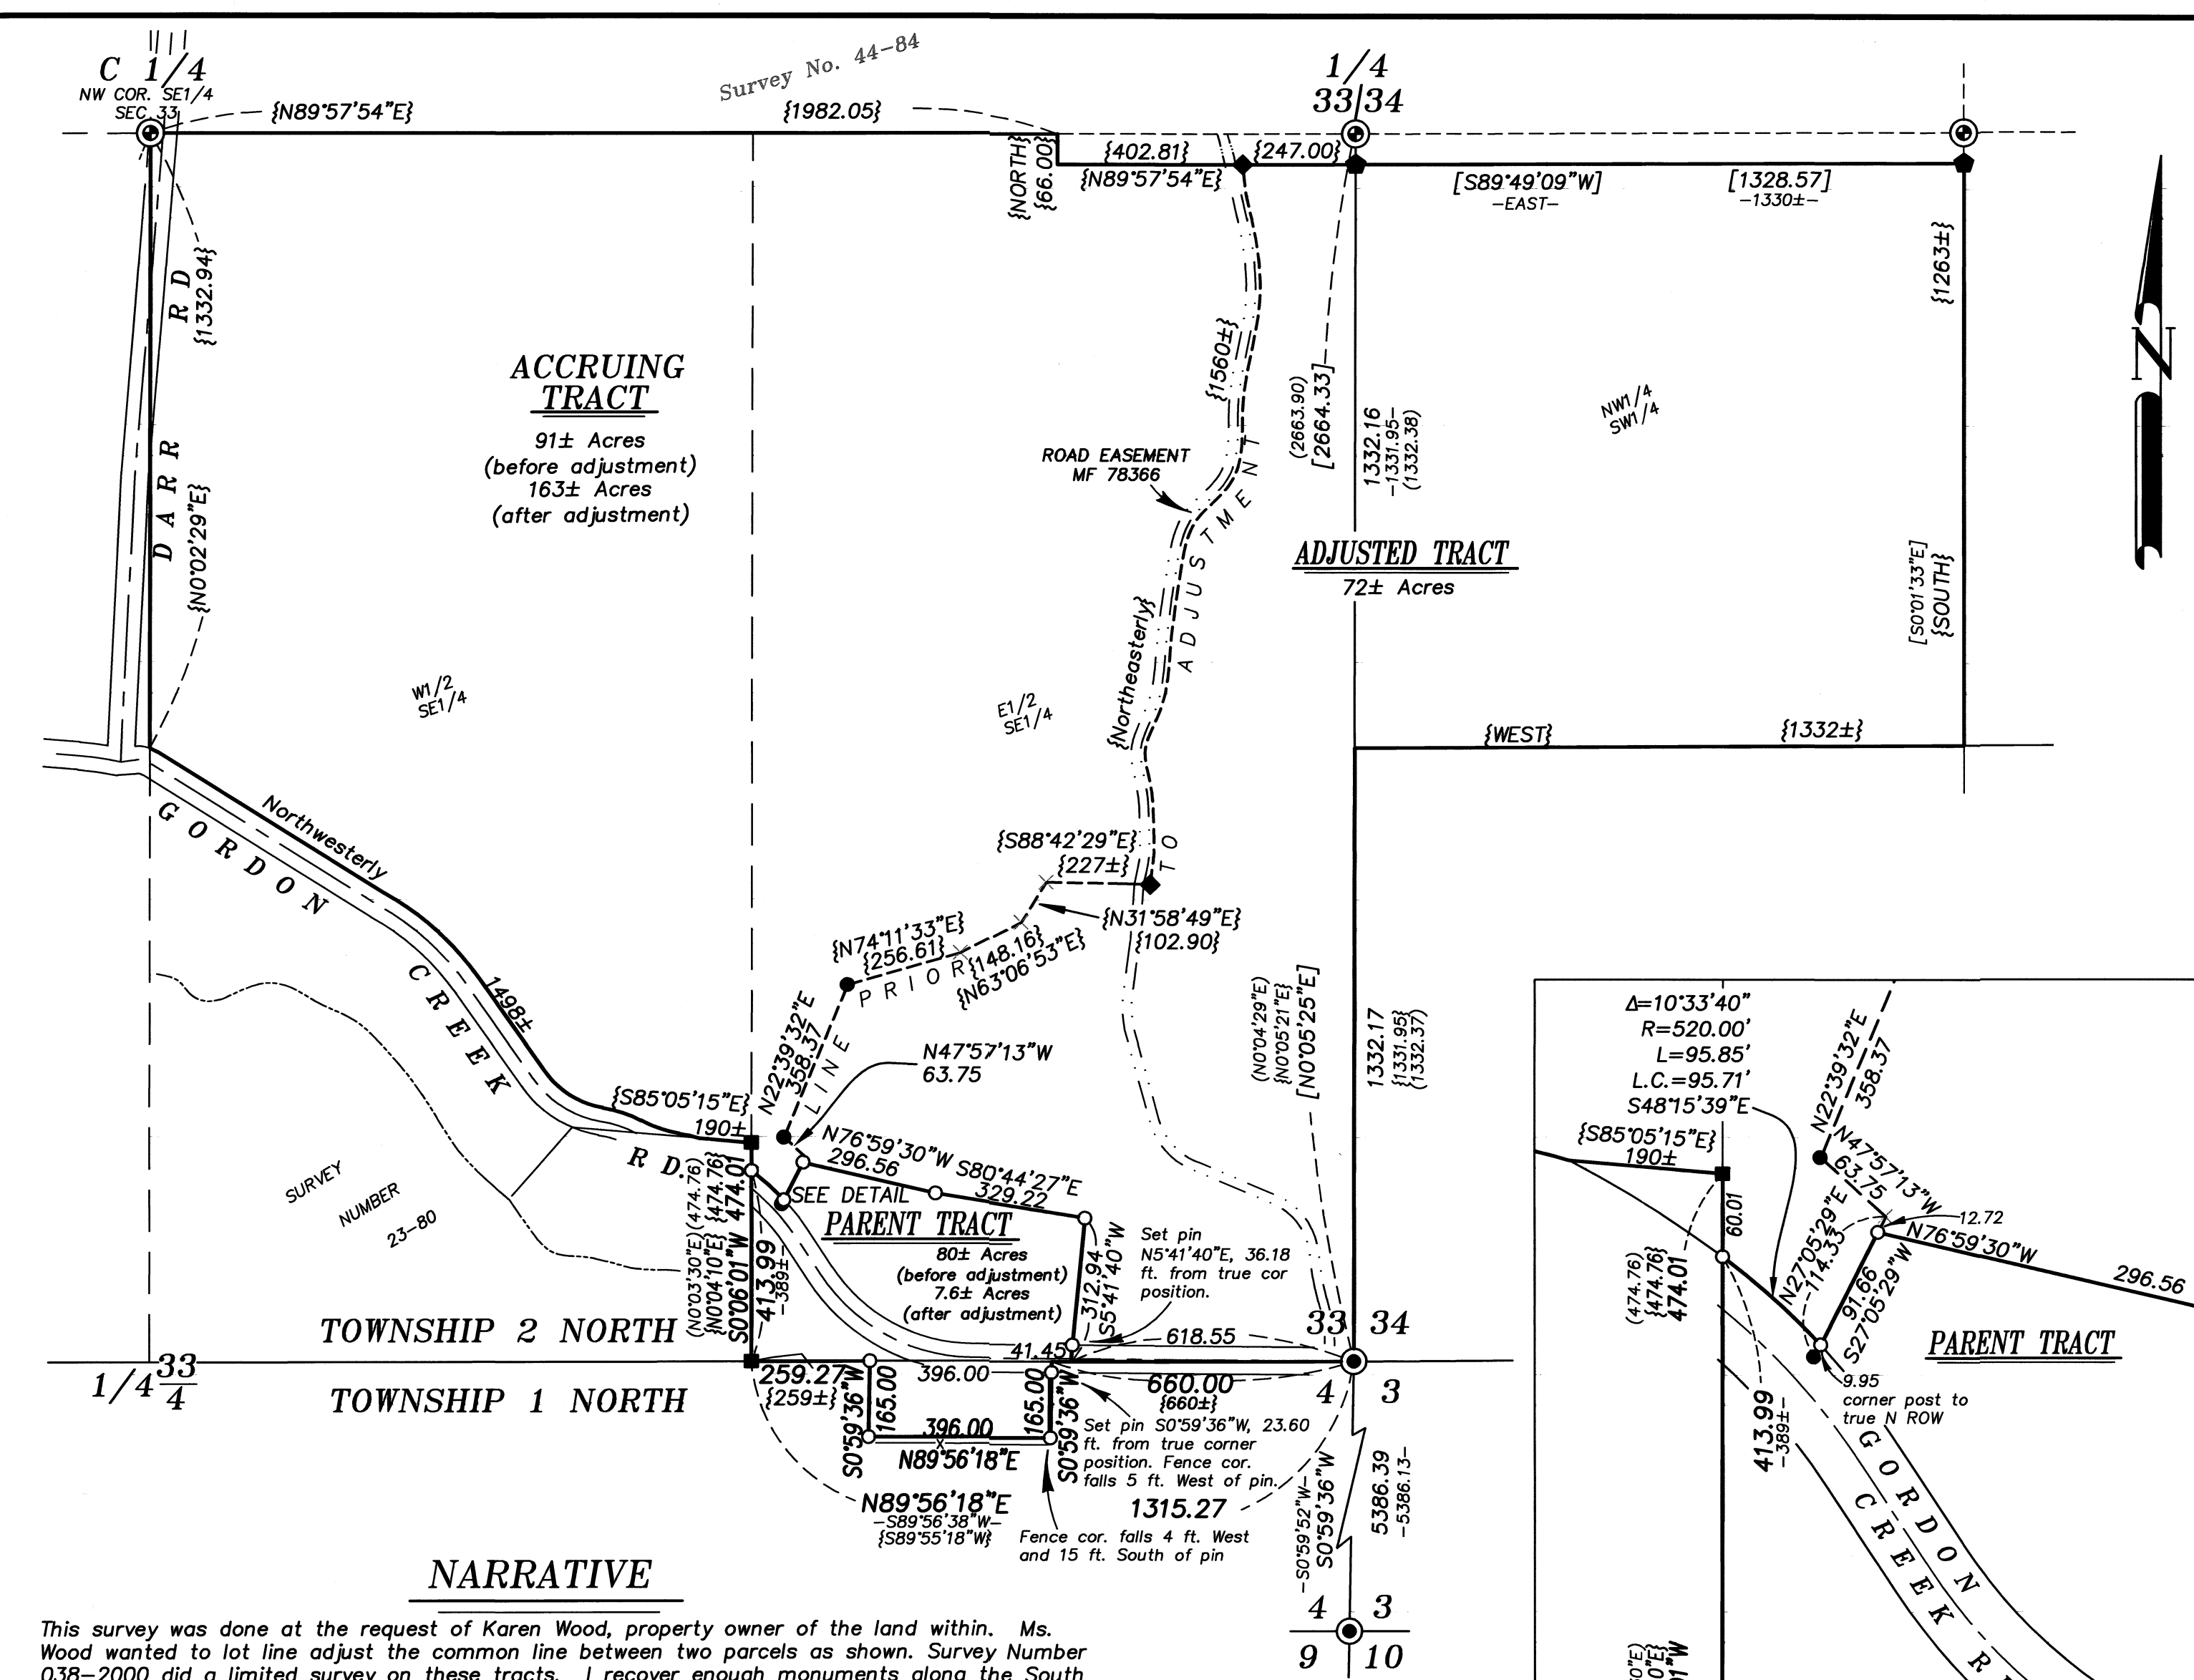 Survey No. 44-84
C 1/4
NW COR. SE1/4
SEC 33
{N89°57'54"E}
{1982.05}
1/4
33/34
{NORTH}
{66.00}
{402.81}
{247.00}
{N89°57'54"E}
[S89°49'09"W]
—EAST—
[1328.57]
—1330±—
{1263±}
[S0°01'33"E]
{SOUTH}
N
DARR RD
{1332.94}
{N0°02'29"E}
ACCRUING
TRACT
91± Acres
(before adjustment)
163± Acres
(after adjustment)
{1560±}
(2663.90)
[2664.33]
1332.16
—1331.95—
(1332.38)
NW1/4
SW1/4
ROAD EASEMENT
MF 78366
ADJUSTED TRACT
72± Acres
{Northeasterly}
LINE PRIOR TO ADJUSTMENT
W1/2
SE1/4
E1/2
SE1/4
{WEST}
{1332±}
Northwesterly
1498±
GORDON CREEK RD.
{S88°42'29"E}
{227±}
{N31°58'49"E}
{102.90}
{N74°11'33"E}
{256.61}
{148.16}
{N63°06'53"E}
N22°39'32"E
358.37
N47°57'13"W
63.75
(N0°04'29"E)
{N0°05'21"E}
[N0°05'25"E]
1332.17
{1331.95}
(1332.37)
{S85°05'15"E}
190±
N76°59'30"W
296.56
S80°44'27"E
329.22
SEE DETAIL
PARENT TRACT
80± Acres
(before adjustment)
7.6± Acres
(after adjustment)
312.94
S5°41'40"W
Set pin
N5°41'40"E, 36.18
ft. from true cor
position.
SURVEY
NUMBER
23-80
(N0°03'30"E)(474.76)
{N0°04'10"E} {474.76}
S0°06'01"W 474.01
413.99
—389±—
TOWNSHIP 2 NORTH
TOWNSHIP 1 NORTH
1/4 33
4
33 34
4 3
618.55
41.45
259.27
{259±}
396.00
660.00
{660±}
S0°59'36"W
165.00
165.00
S0°59'36"W
396.00
N89°56'18"E
Set pin S0°59'36"W, 23.60
ft. from true corner
position. Fence cor.
falls 5 ft. West of pin.
N89°56'18"E
—S89°56'38"W—
{S89°55'18"W}
1315.27
Fence cor. falls 4 ft. West
and 15 ft. South of pin
—S0°59'52"W—
S0°59'36"W
5386.39
—5386.13—
4 3
9 10
Δ=10°33'40"
R=520.00'
L=95.85'
L.C.=95.71'
S48°15'39"E
{S85°05'15"E}
190±
N22°39'32"E
358.37
N47°57'13"W
63.75
60.01
(474.76)
{474.76}
474.01
N27°05'29"E
114.33
12.72
N76°59'30"W
296.56
91.66
S27°05'29"W
PARENT TRACT
9.95
corner post to
true N ROW
413.99
—389±—
GORDON
CREEK R
NARRATIVE
This survey was done at the request of Karen Wood, property owner of the land within. Ms.
Wood wanted to lot line adjust the common line between two parcels as shown. Survey Number
038-2000 did a limited survey on these tracts. I recover enough monuments along the South